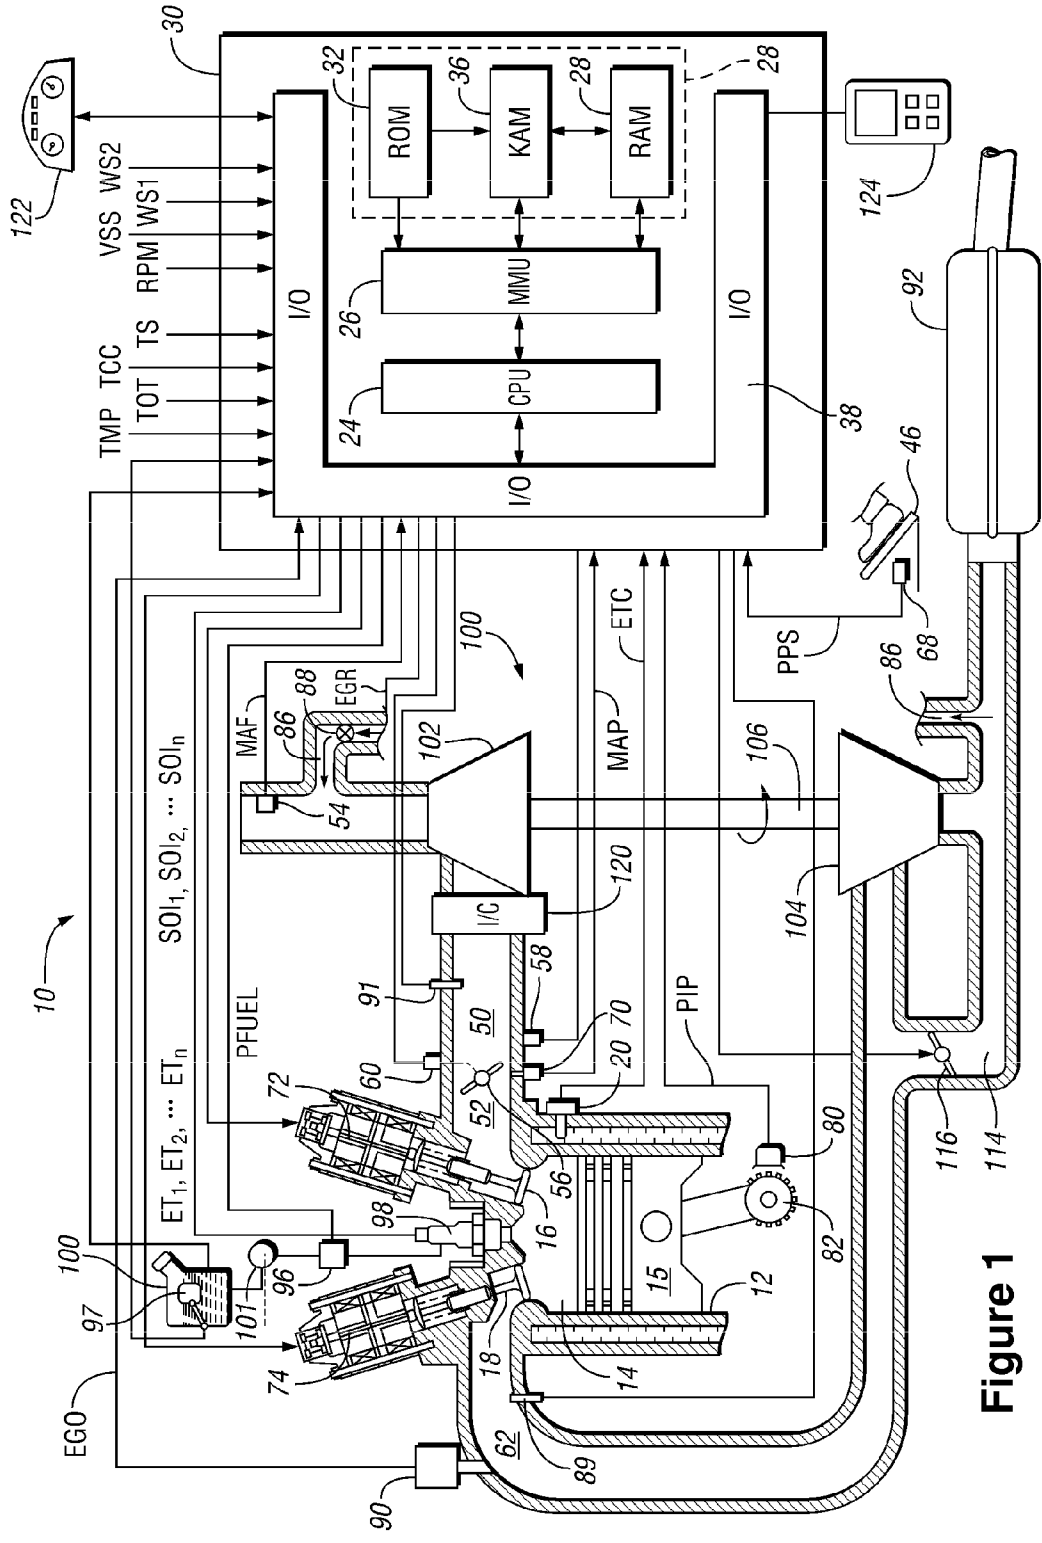 10
EGO
97
100
101
ET1, ET2, ··· ETn
SOI1, SOI2, ··· SOIn
TMP
TOT
TCC
TS
RPM
VSS
WS1
WS2
122
30
PFUEL
MAF
86
88
EGR
54
102
100
I/O
I/O
I/O
32
ROM
36
KAM
28
RAM
28
26
MMU
24
CPU
38
124
90
74
96
98
72
60
91
I/C
120
50
52
58
70
20
56
16
18
62
89
14
15
12
82
80
PIP
MAP
ETC
106
104
PPS
68
46
86
92
116
114
Figure 1